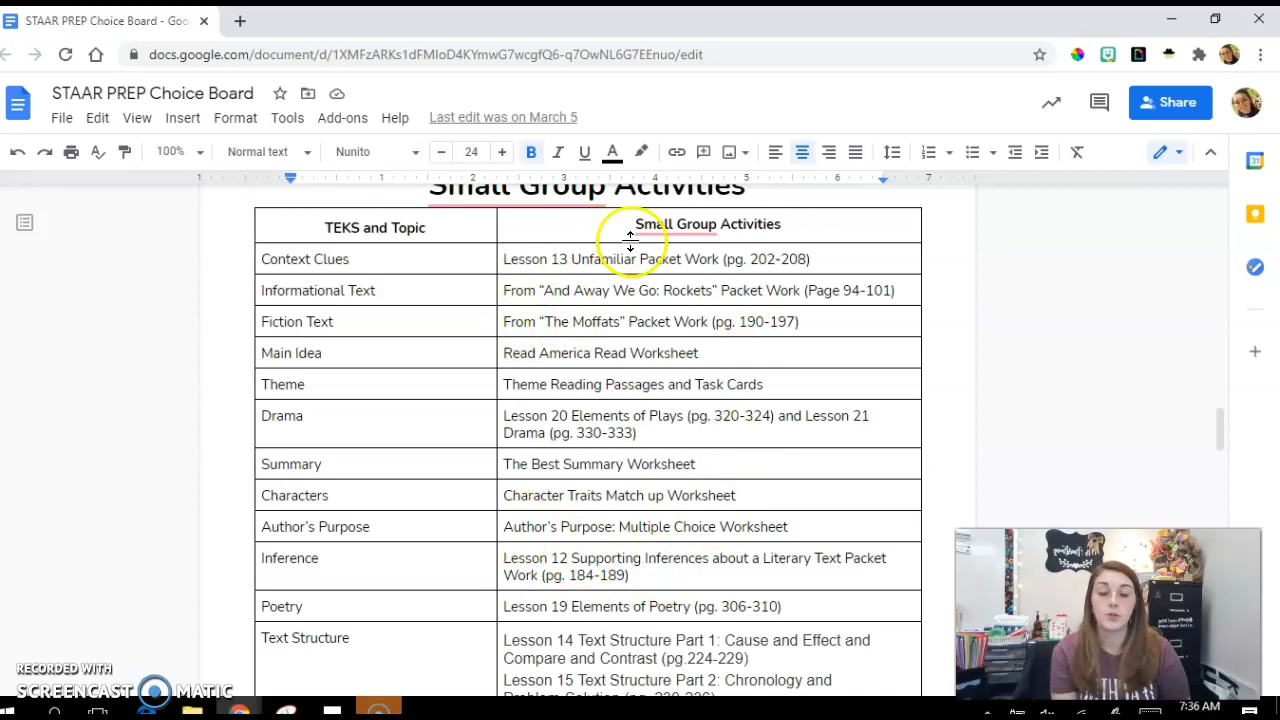 STAAR PREP Choice Board - Goo
docs.google.com/document/d/1XMFzARKs1dFMIoD4KYmwG7wcgfQ6-q7OwNL6G7EEnuo/edit
STAAR PREP Choice Board
File Edit View Insert Format Tools Add-ons Help Last edit was on March 5
Share
100% Normal text Nunito 24 B I U A
1 1 2 3 4 5 6 7
31
Small Group Activities
TEKS and Topic Small Group Activities
Context Clues Lesson 13 Unfamiliar Packet Work (pg. 202-208)
Informational Text From “And Away We Go: Rockets” Packet Work (Page 94-101)
Fiction Text From “The Moffats” Packet Work (pg. 190-197)
Main Idea Read America Read Worksheet
Theme Theme Reading Passages and Task Cards
Drama Lesson 20 Elements of Plays (pg. 320-324) and Lesson 21
Drama (pg. 330-333)
Summary The Best Summary Worksheet
Characters Character Traits Match up Worksheet
Author’s Purpose Author’s Purpose: Multiple Choice Worksheet
Inference Lesson 12 Supporting Inferences about a Literary Text Packet
Work (pg. 184-189)
Poetry Lesson 19 Elements of Poetry (pg. 306-310)
Text Structure Lesson 14 Text Structure Part 1: Cause and Effect and
Compare and Contrast (pg.224-229)
Lesson 15 Text Structure Part 2: Chronology and
RECORDED WITH
SCREENCAST MATIC
7:36 AM